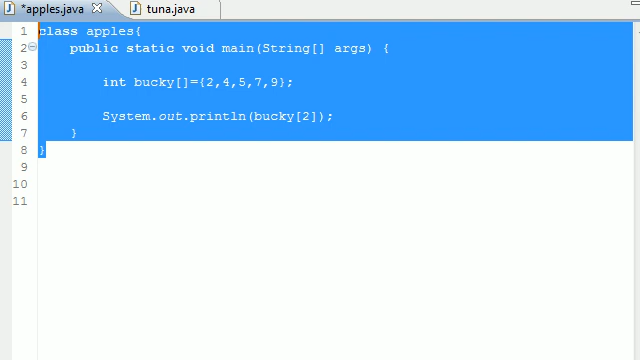 *apples.java tuna.java
1 class apples{
2 public static void main(String[] args) {
3
4 int bucky[]={2,4,5,7,9};
5
6 System.out.println(bucky[2]);
7 }
8 }
9
10
11